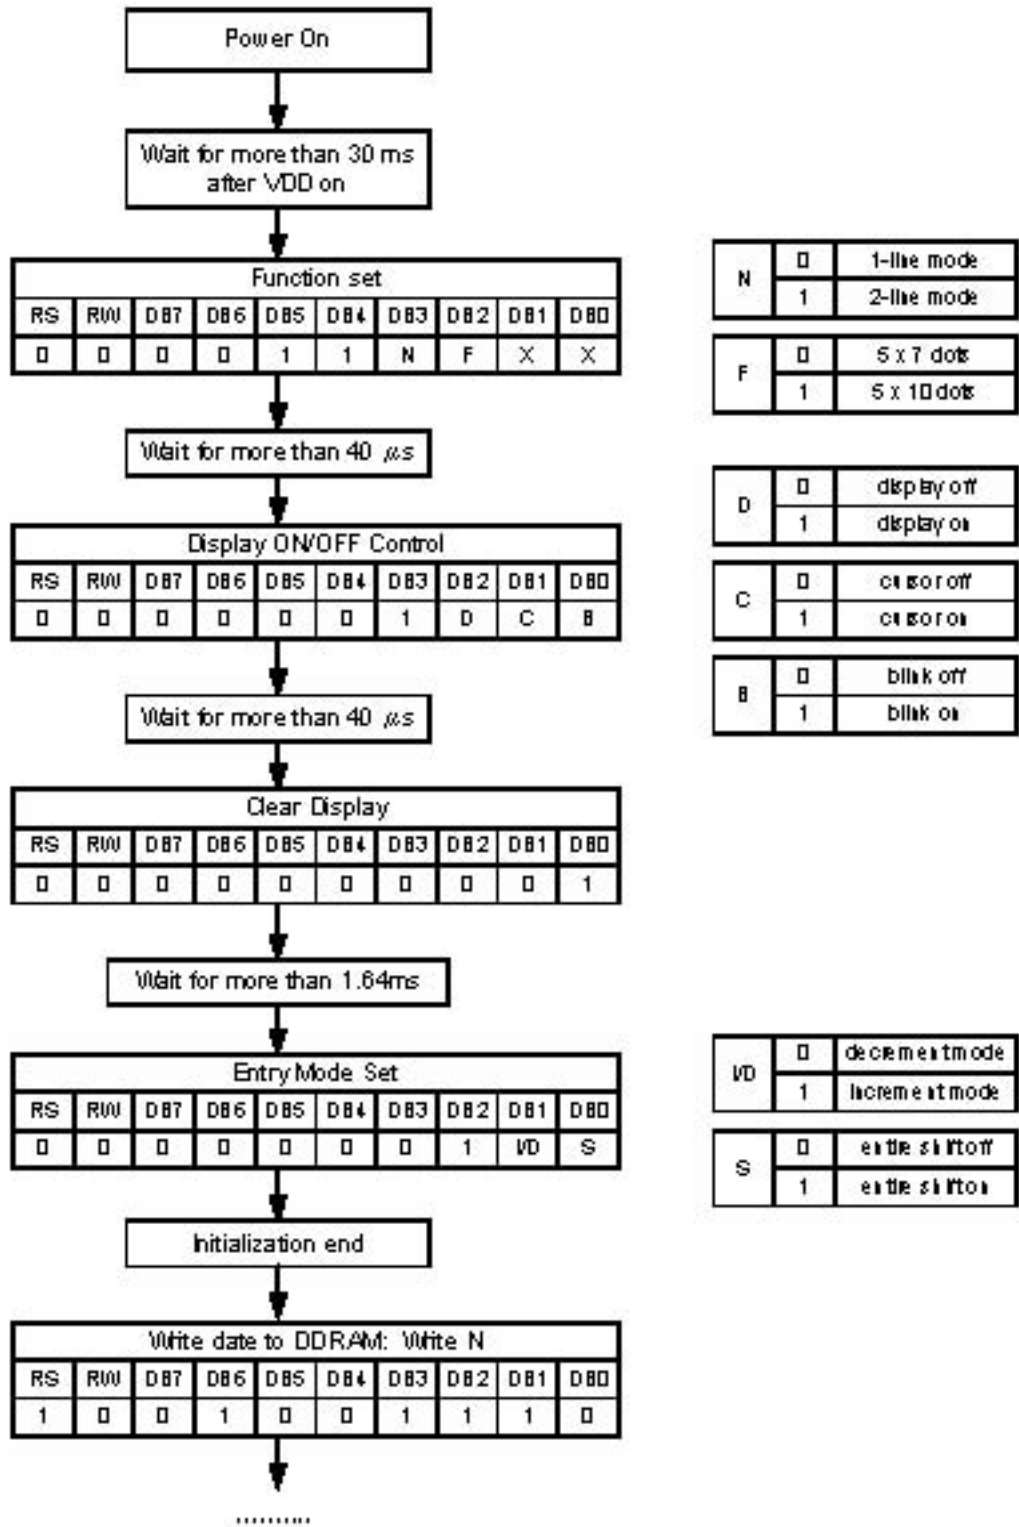 Power On
Wait for more than 30 ms
after VDD on
Function set
RS RW DB7 DB6 DB5 DB4 DB3 DB2 DB1 DB0
0 0 0 0 1 1 N F X X
N 0 1-line mode
1 2-line mode
F 0 5 x 7 dots
1 5 x 10 dots
Wait for more than 40 μs
Display ON/OFF Control
RS RW DB7 DB6 DB5 DB4 DB3 DB2 DB1 DB0
0 0 0 0 0 0 1 D C B
D 0 display off
1 display on
C 0 cursor off
1 cursor on
B 0 blink off
1 blink on
Wait for more than 40 μs
Clear Display
RS RW DB7 DB6 DB5 DB4 DB3 DB2 DB1 DB0
0 0 0 0 0 0 0 0 0 1
Wait for more than 1.64ms
Entry Mode Set
RS RW DB7 DB6 DB5 DB4 DB3 DB2 DB1 DB0
0 0 0 0 0 0 0 1 I/D S
I/D 0 decrement mode
1 increment mode
S 0 entire shift off
1 entire shift on
Initialization end
Write date to DDRAM: Write N
RS RW DB7 DB6 DB5 DB4 DB3 DB2 DB1 DB0
1 0 0 1 0 0 1 1 1 0
..........